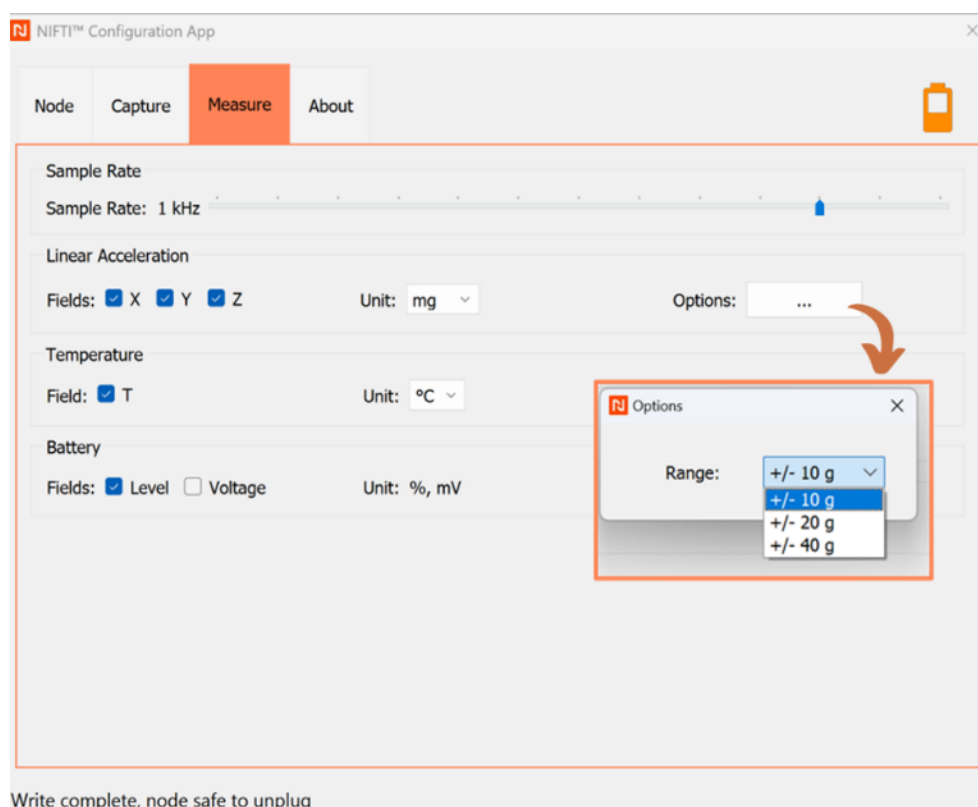 NIFTI™ Configuration App
Node Capture Measure About
Sample Rate
Sample Rate: 1 kHz
Linear Acceleration
Fields: X Y Z Unit: mg Options: ...
Temperature
Field: T Unit: ºC
Options
Battery
Range: +/- 10 g
Fields: Level Voltage Unit: %, mV
+/- 10 g
+/- 20 g
+/- 40 g
Write complete, node safe to unplug